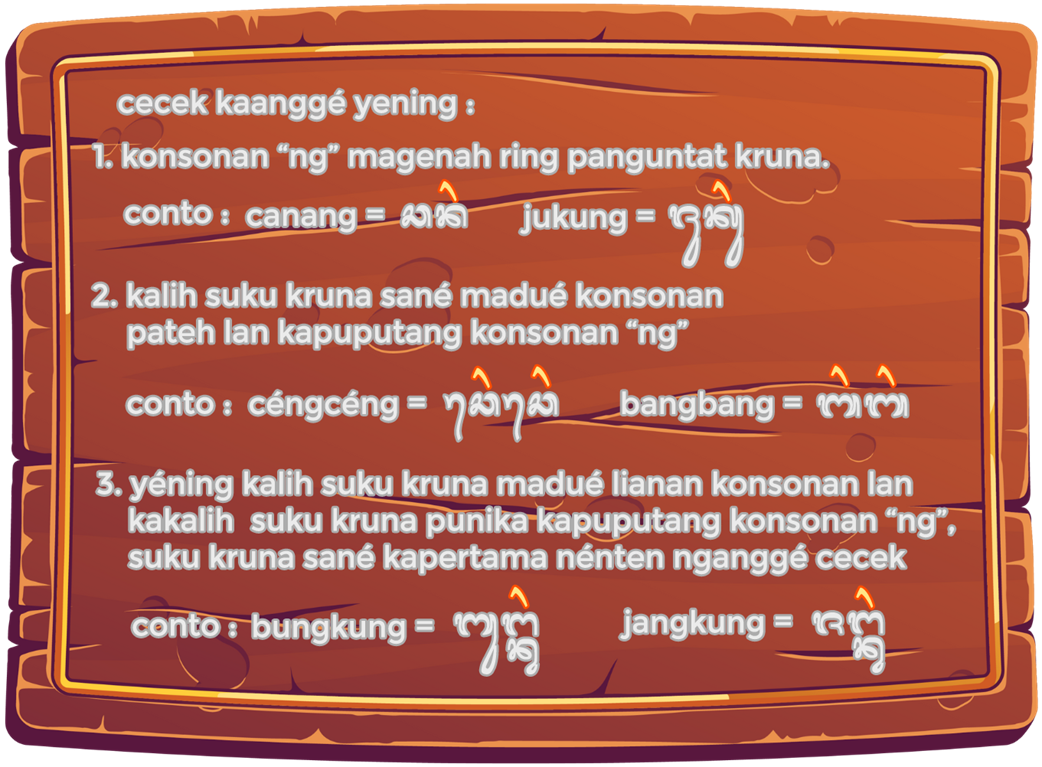 cecek kaanggé yening :
1. konsonan “ng” magenah ring panguntat kruna.
conto : canang = ᬘᬦᬂ jukung = ᬚᬸᬓᬸᬂ
2. kalih suku kruna sané madué konsonan
pateh lan kapuputang konsonan “ng”
conto : céngcéng = ᬘᬾᬂᬘᬾᬂ bangbang = ᬩᬂᬩᬂ
3. yéning kalih suku kruna madué lianan konsonan lan
kakalih suku kruna punika kapuputang konsonan “ng”,
suku kruna sané kapertama nénten nganggé cecek
conto : bungkung = ᬩᬸᬗ᭄ᬓᬸᬂ jangkung = ᬚᬗ᭄ᬓᬸᬂ